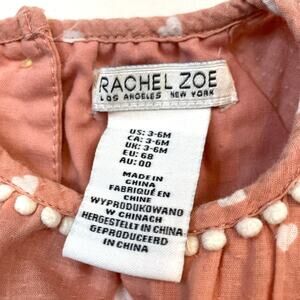 RACHEL ZOE
LOS ANGELES NEW YORK
US: 3-6M
CA: 3-6M
UK: 3-6M
EU: 68
AU: 00
MADE IN
CHINA
FABRIQUÉ EN
CHINE
WYPRODUKOWANO
W CHINACH
HERGESTELLT IN CHINA
GEPRODUCEERD
IN CHINA